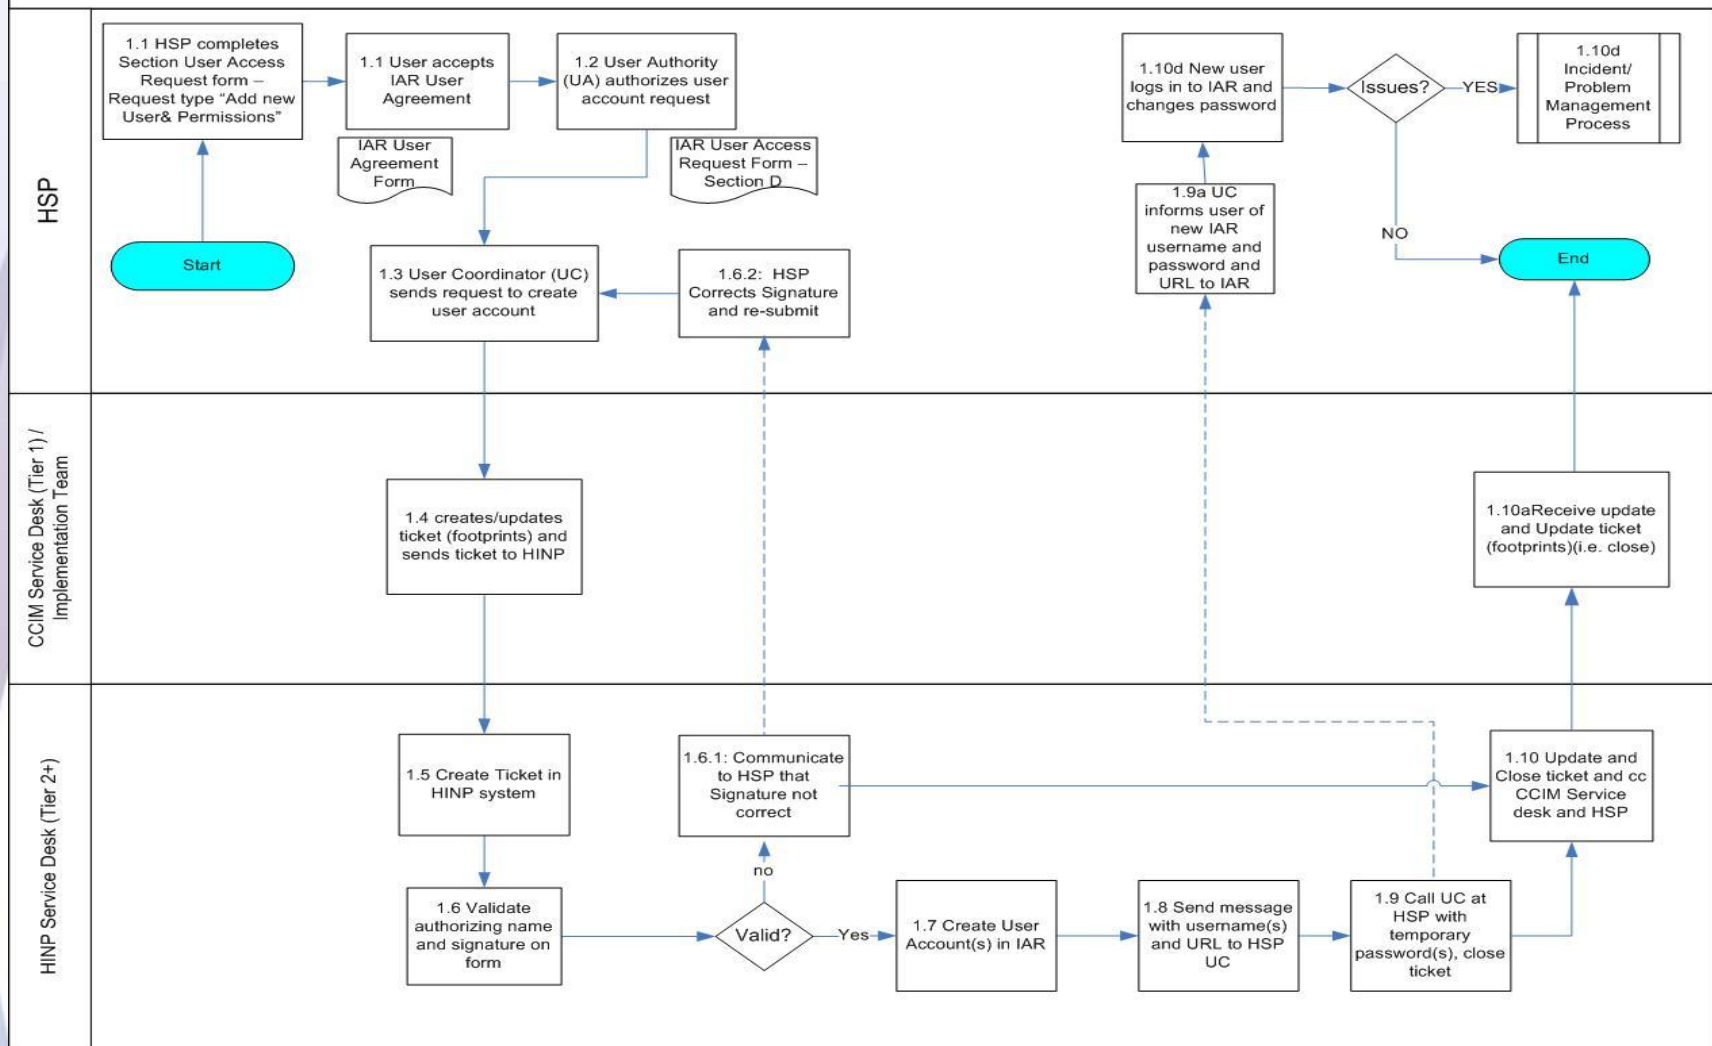 HSP
1.1 HSP completes
Section User Access
Request form –
Request type “Add new
User& Permissions”
1.1 User accepts
IAR User
Agreement
1.2 User Authority
(UA) authorizes user
account request
IAR User
Agreement
Form
IAR User Access
Request Form –
Section D
Start
1.3 User Coordinator (UC)
sends request to create
user account
1.6.2: HSP
Corrects Signature
and re-submit
1.10d New user
logs in to IAR and
changes password
Issues?
YES
1.10d
Incident/
Problem
Management
Process
1.9a UC
informs user of
new IAR
username and
password and
URL to IAR
NO
End
CCIM Service Desk (Tier 1) /
Implementation Team
1.4 creates/updates
ticket (footprints) and
sends ticket to HINP
1.10aReceive update
and Update ticket
(footprints)(i.e. close)
HINP Service Desk (Tier 2+)
1.5 Create Ticket in
HINP system
1.6.1: Communicate
to HSP that
Signature not
correct
1.10 Update and
Close ticket and cc
CCIM Service
desk and HSP
no
1.6 Validate
authorizing name
and signature on
form
Valid?
Yes
1.7 Create User
Account(s) in IAR
1.8 Send message
with username(s)
and URL to HSP
UC
1.9 Call UC at
HSP with
temporary
password(s), close
ticket